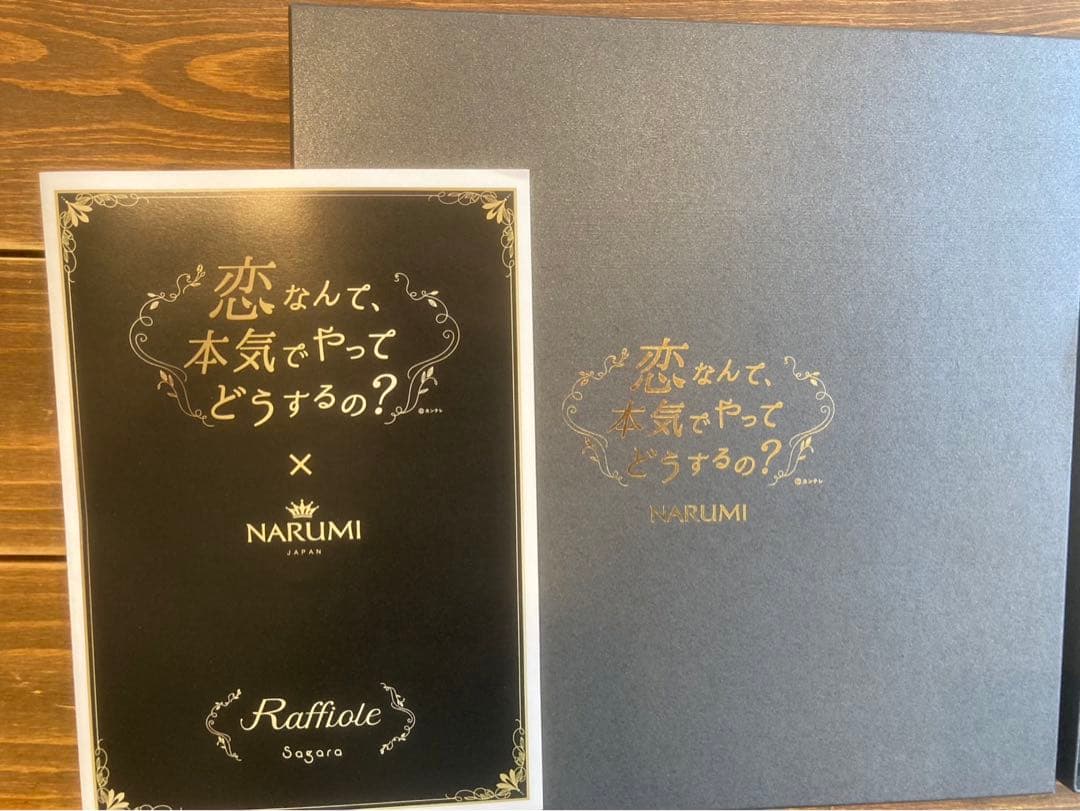 恋なんて、
本気でやって
どうするの?
©カンテレ
×
NARUMI
JAPAN
Raffiole
Sagara
恋なんて、
本気でやって
どうするの?
©カンテレ
NARUMI